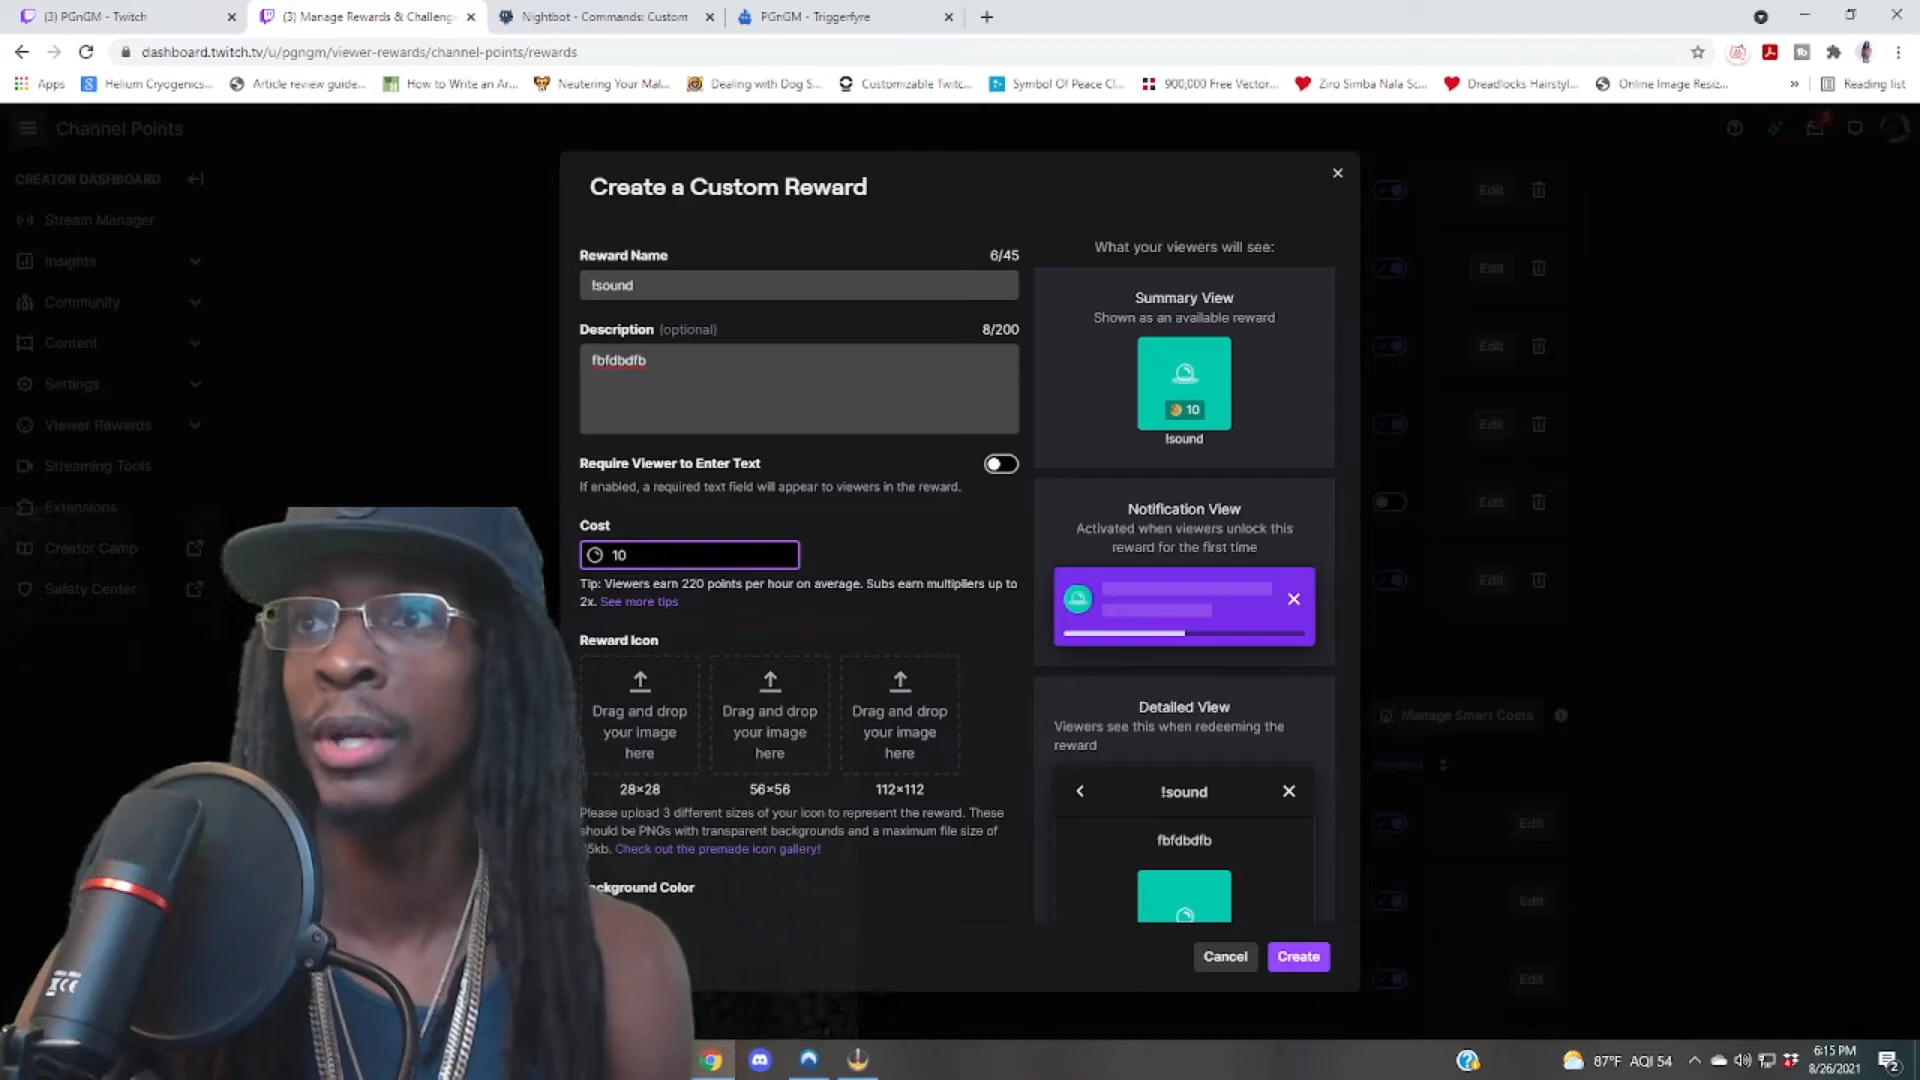 (3) PGnGM - Twitch
(3) Manage Rewards & Challeng
Nightbot - Commands: Custom
PGnGM - Triggerfyre
dashboard.twitch.tv/u/pgngm/viewer-rewards/channel-points/rewards
Apps
Helium Cryogenics...
Article review guide...
How to Write an Ar...
Neutering Your Mal...
Dealing with Dog S...
Customizable Twitc...
Symbol Of Peace Cl...
900,000 Free Vector...
Ziro Simba Nala Sc...
Dreadlocks Hairstyl...
Online Image Resiz...
»
Reading list
Channel Points
CREATOR DASHBOARD
Stream Manager
Insights
Community
Content
Settings
Viewer Rewards
Streaming Tools
Extensions
Creator Camp
Safety Center
Create a Custom Reward
Reward Name 6/45
!sound
Description (optional) 8/200
fbfdbdfb
Require Viewer to Enter Text
If enabled, a required text field will appear to viewers in the reward.
Cost
10
Tip: Viewers earn 220 points per hour on average. Subs earn multipliers up to
2x. See more tips
Reward Icon
Drag and drop
your image
here
28×28
Drag and drop
your image
here
56×56
Drag and drop
your image
here
112×112
Please upload 3 different sizes of your icon to represent the reward. These
should be PNGs with transparent backgrounds and a maximum file size of
5kb. Check out the premade icon gallery!
ckground Color
What your viewers will see:
Summary View
Shown as an available reward
10
!sound
Notification View
Activated when viewers unlock this
reward for the first time
Detailed View
Viewers see this when redeeming the
reward
!sound
fbfdbdfb
Cancel
Create
Edit
Edit
Edit
Edit
Edit
Edit
Manage Smart Costs
Edit
Edit
Edit
87°F AQI 54
6:15 PM
8/26/2021
2